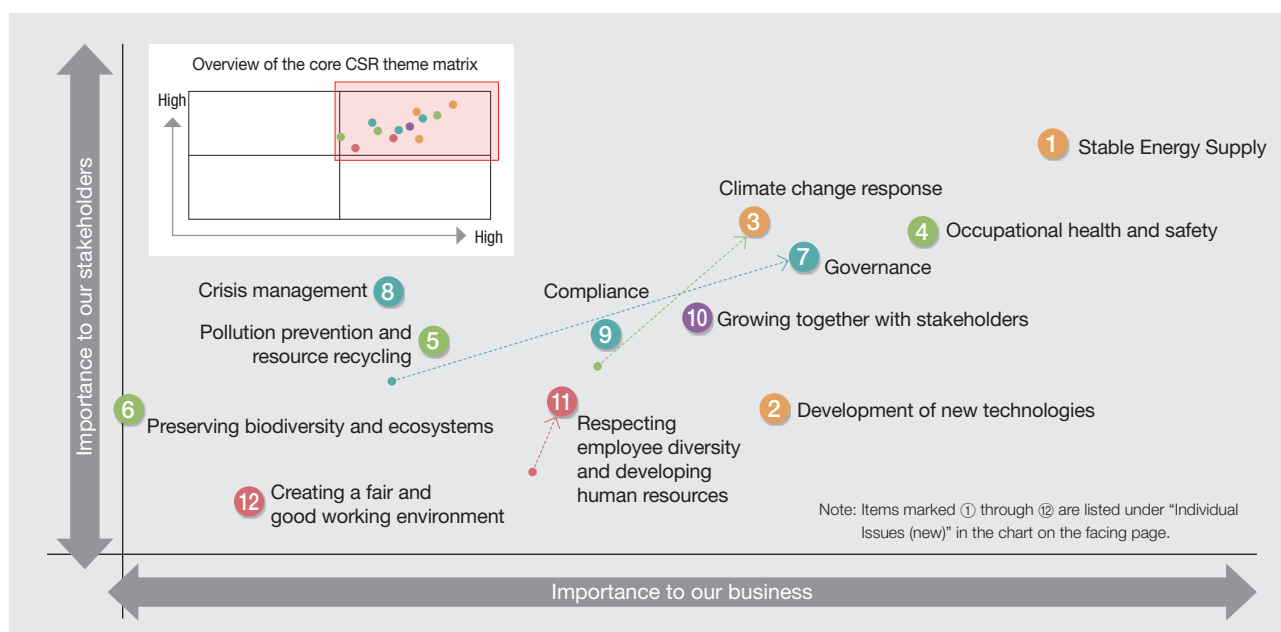 Overview of the core CSR theme matrix
High
High
Importance to our stakeholders
1 Stable Energy Supply
Climate change response
3
4 Occupational health and safety
7
Governance
Crisis management 8
Compliance
9
10 Growing together with stakeholders
Pollution prevention and
resource recycling
5
6
Preserving biodiversity and ecosystems
11
Respecting
employee diversity
and developing
human resources
2 Development of new technologies
12
Creating a fair and
good working environment
Note: Items marked ① through ⑫ are listed under “Individual
Issues (new)” in the chart on the facing page.
Importance to our business